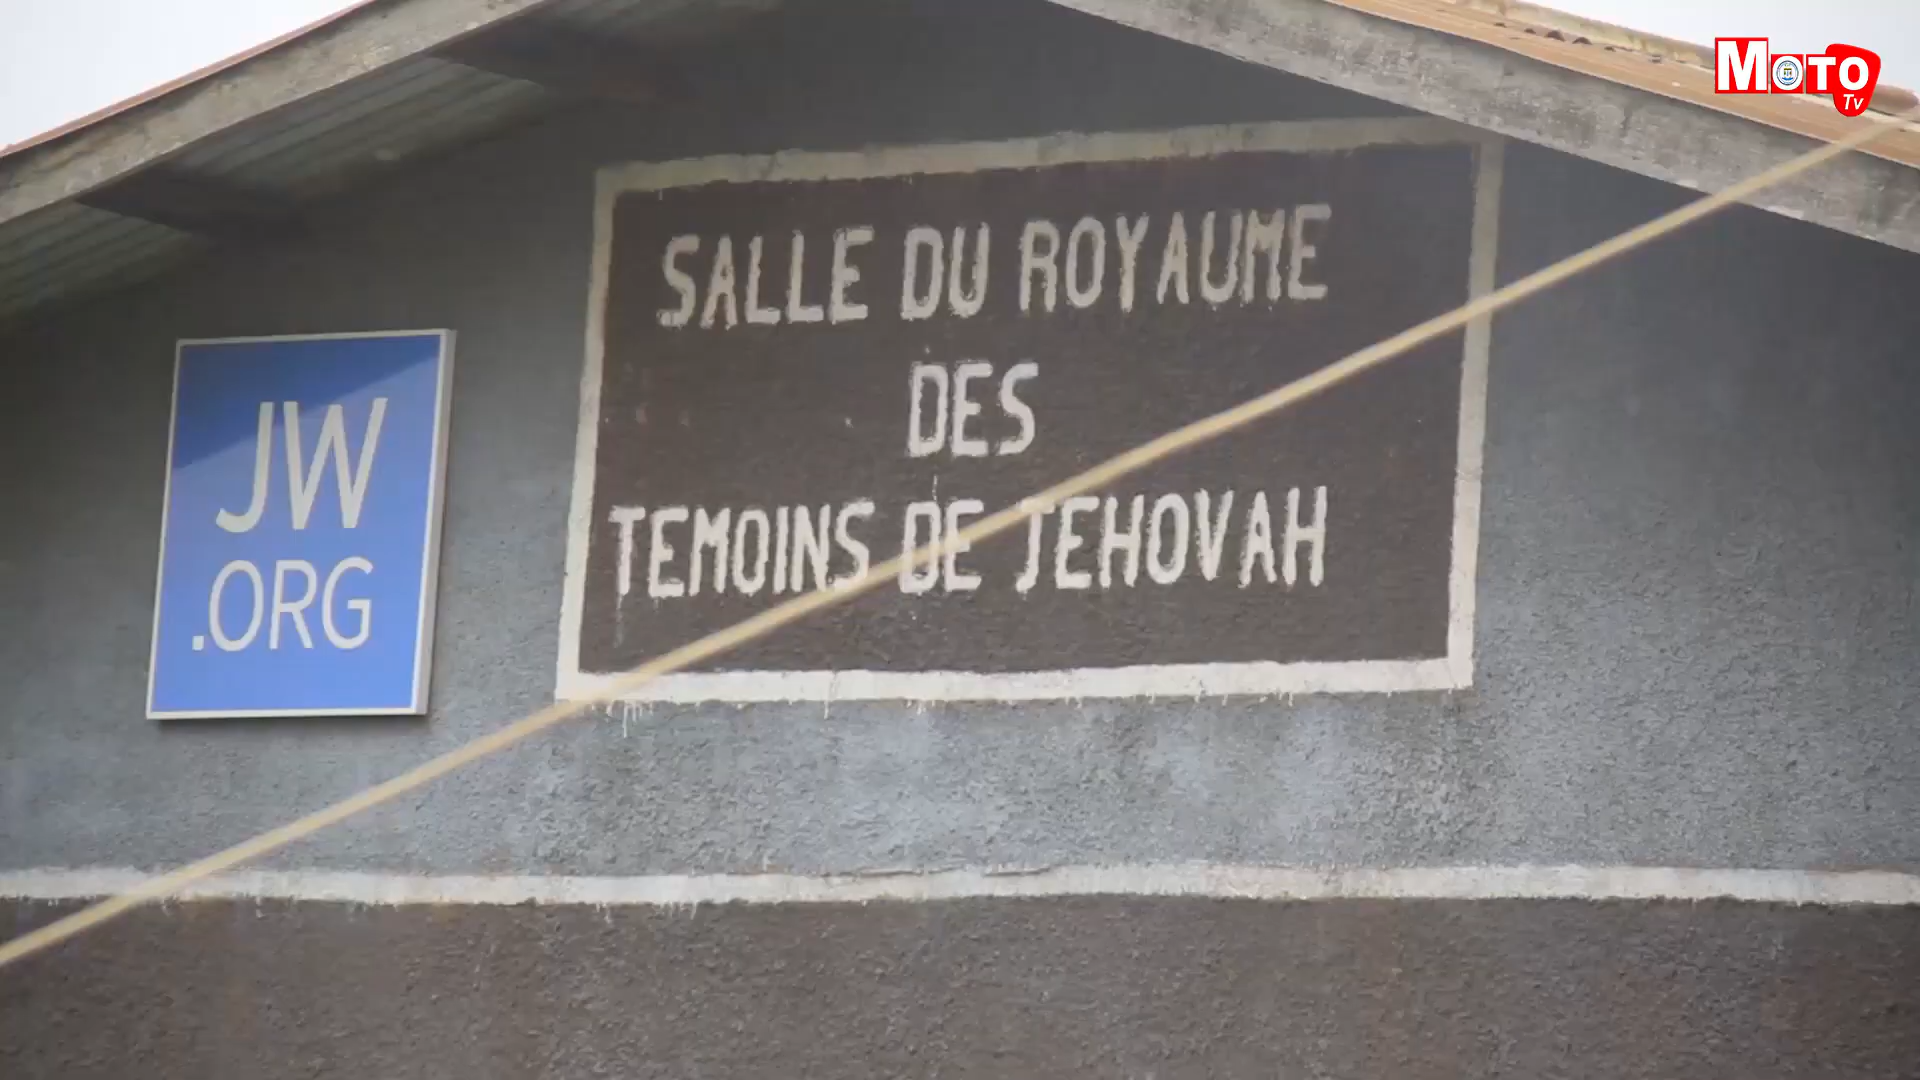 MOTO
Tv
SALLE DU ROYAUME
DES
TEMOINS DE JEHOVAH
JW
.ORG